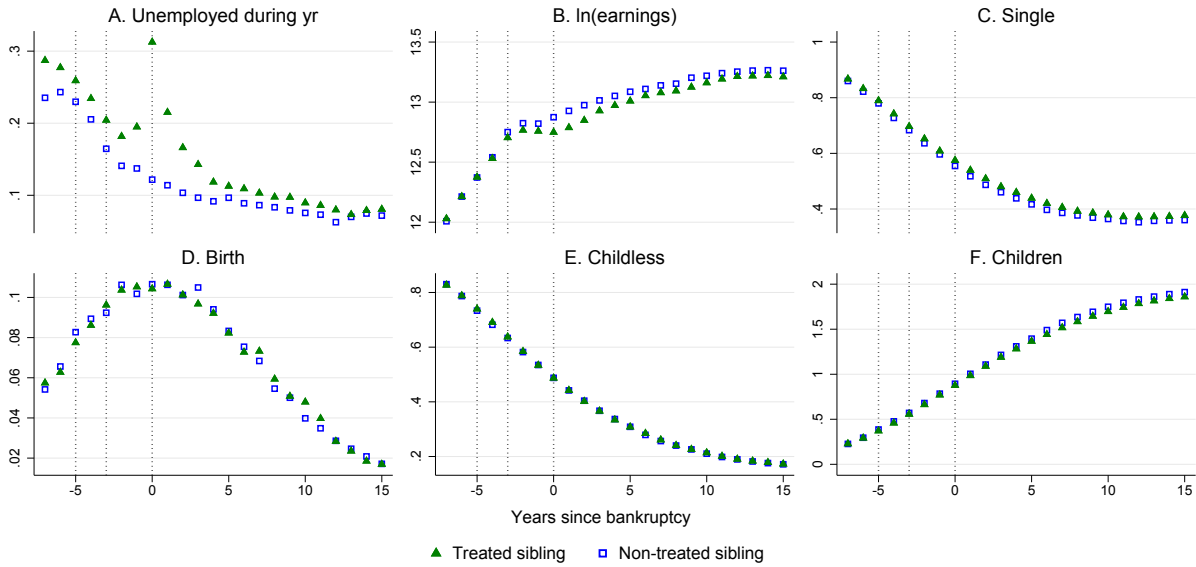 A. Unemployed during yr
.3
.2
.1
B. ln(earnings)
13.5
13
12.5
12
C. Single
1
.8
.6
.4
D. Birth
.1
.08
.06
.04
.02
-5 0 5 10 15
E. Childless
.8
.6
.4
.2
-5 0 5 10 15
F. Children
2
1.5
1
.5
0
-5 0 5 10 15
Years since bankruptcy
Treated sibling Non-treated sibling